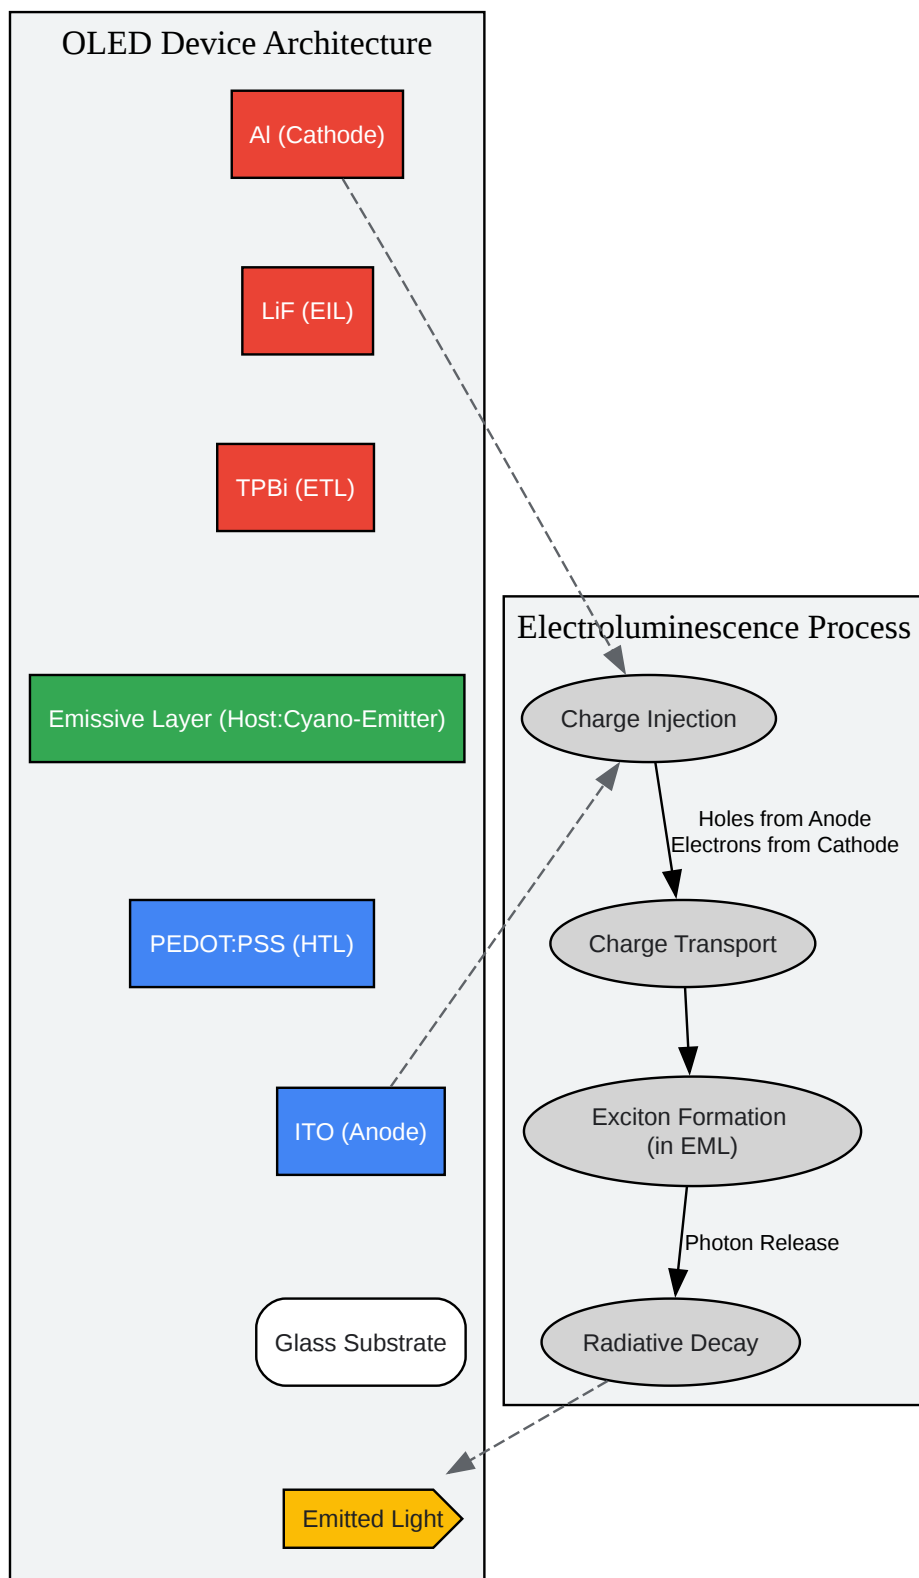 OLED Device Architecture
Al (Cathode)
LiF (EIL)
TPBi (ETL)
Emissive Layer (Host:Cyano-Emitter)
PEDOT:PSS (HTL)
ITO (Anode)
Glass Substrate
Emitted Light
Electroluminescence Process
Charge Injection
Holes from Anode
Electrons from Cathode
Charge Transport
Exciton Formation
(in EML)
Photon Release
Radiative Decay